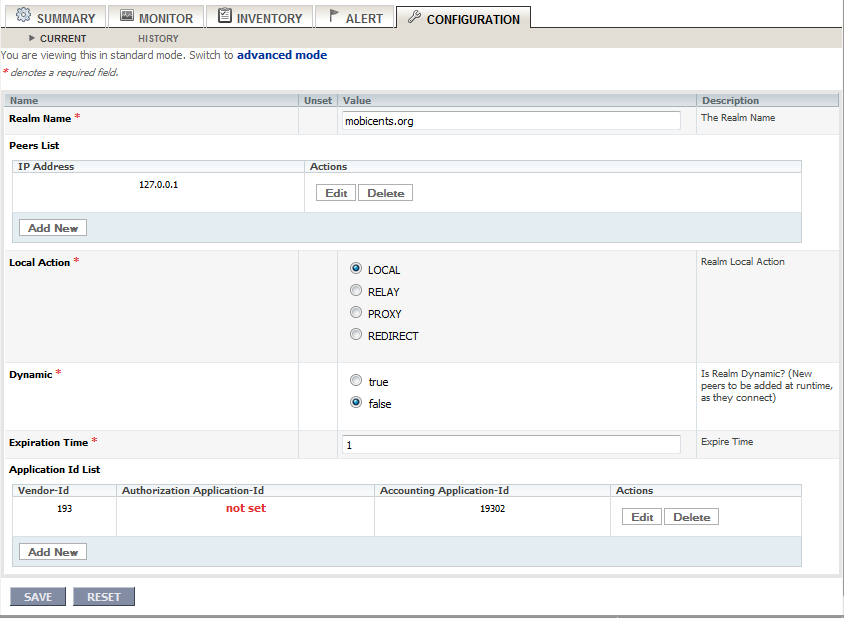 SUMMARY MONITOR INVENTORY ALERT CONFIGURATION
CURRENT HISTORY
You are viewing this in standard mode. Switch to advanced mode
* denotes a required field.
Name Unset Value Description
Realm Name * mobicents.org The Realm Name
Peers List
IP Address Actions
127.0.0.1 Edit Delete
Add New
Local Action * LOCAL Realm Local Action
RELAY
PROXY
REDIRECT
Dynamic * true Is Realm Dynamic? (New
peers to be added at runtime,
false as they connect)
Expiration Time * 1 Expire Time
Application Id List
Vendor-Id Authorization Application-Id Accounting Application-Id Actions
193 not set 19302 Edit Delete
Add New
SAVE RESET